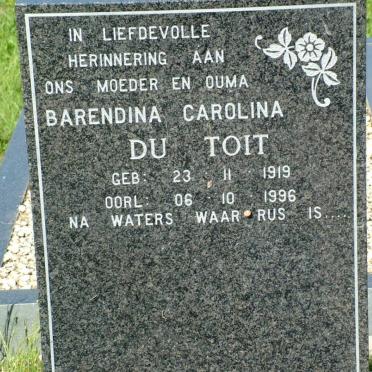 IN LIEFDEVOLLE
HERINNERING AAN
ONS MOEDER EN OUMA
BARENDINA CAROLINA
DU TOIT
GEB: 23 11 1919
OORL: 06 10 1996
NA WATERS WAAR RUS IS....